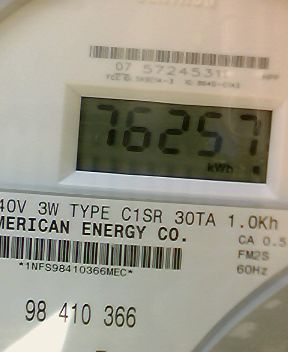 07 57245311
76257
kWh
40V 3W TYPE C1SR 30TA 1.0Kh
MERICAN ENERGY CO.
CA 0.5
FM2S
60Hz
*1NFS98410366MEC*
98 410 366